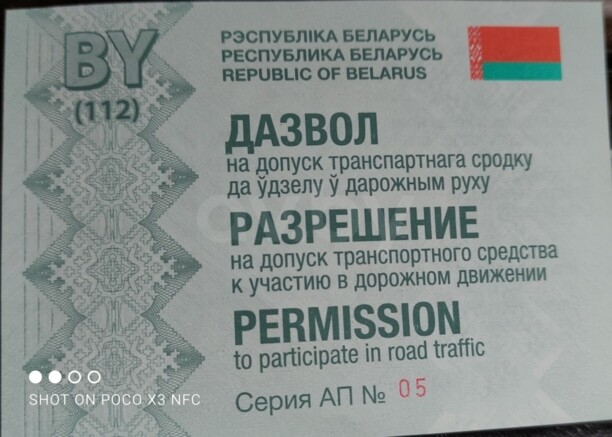 BY
(112)
РЭСПУБЛІКА БЕЛАРУСЬ
РЕСПУБЛИКА БЕЛАРУСЬ
REPUBLIC OF BELARUS
ДАЗВОЛ
на допуск транспартнага сродку
да ўдзелу ў дарожным руху
РАЗРЕШЕНИЕ
на допуск транспортного средства
к участию в дорожном движении
PERMISSION
to participate in road traffic
Серия АП № 05
SHOT ON POCO X3 NFC